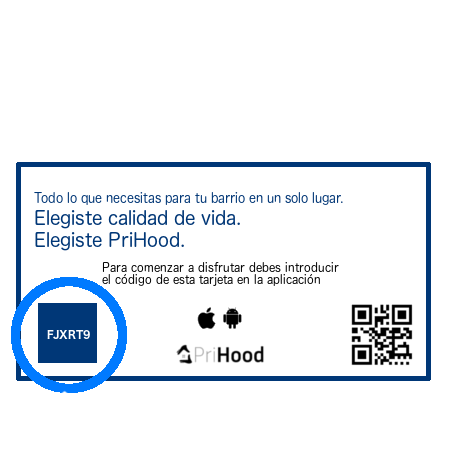 Todo lo que necesitas para tu barrio en un solo lugar.
Elegiste calidad de vida.
Elegiste PriHood.
Para comenzar a disfrutar debes introducir
el código de esta tarjeta en la aplicación
FJXRT9
PriHood